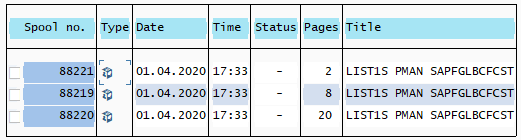 Spool no. Type Date Time Status Pages Title
88221 01.04.2020 17:33 – 2 LIST1S PMAN SAPFGLBCFCST
88219 01.04.2020 17:33 – 8 LIST1S PMAN SAPFGLBCFCST
88220 01.04.2020 17:33 – 20 LIST1S PMAN SAPFGLBCFCST